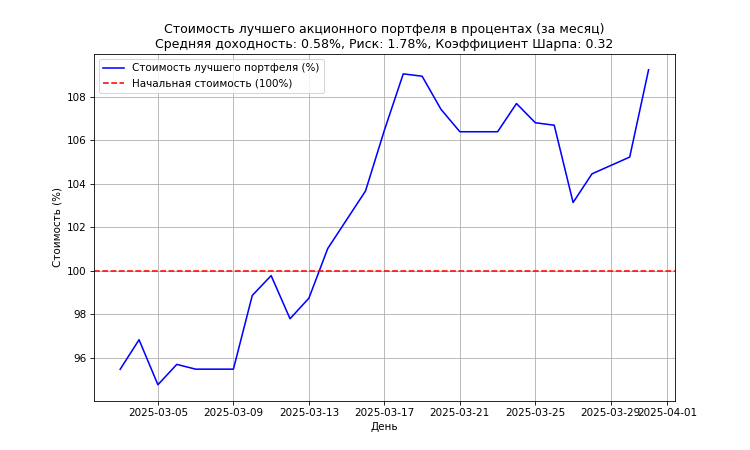 Стоимость лучшего акционного портфеля в процентах (за месяц)
Средняя доходность: 0.58%, Риск: 1.78%, Коэффициент Шарпа: 0.32
Стоимость лучшего портфеля (%)
Начальная стоимость (100%)
Стоимость (%)
108
106
104
102
100
98
96
2025-03-05 2025-03-09 2025-03-13 2025-03-17 2025-03-21 2025-03-25 2025-03-29 2025-04-01
День